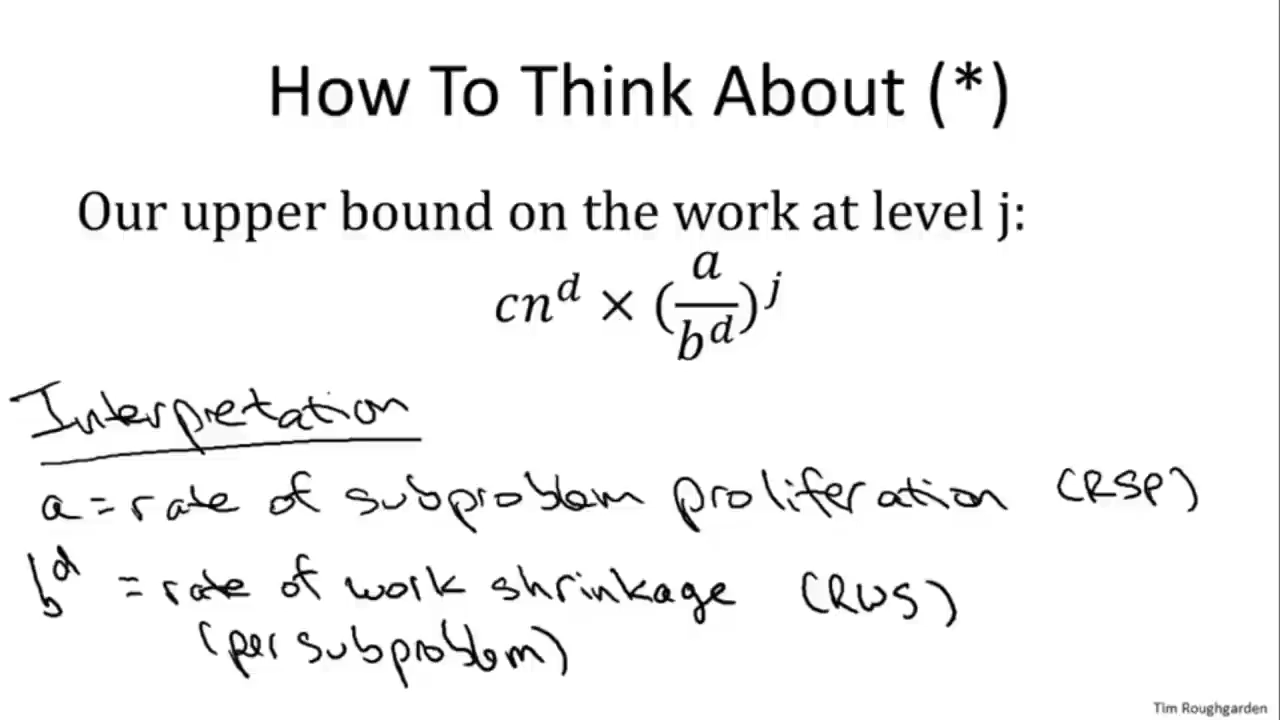 How To Think About (*)
Our upper bound on the work at level j:
cn^d × (a/b^d)^j
Interpretation
a = rate of subproblem proliferation (RSP)
b^d = rate of work shrinkage (RWS)
(per subproblem)
Tim Roughgarden